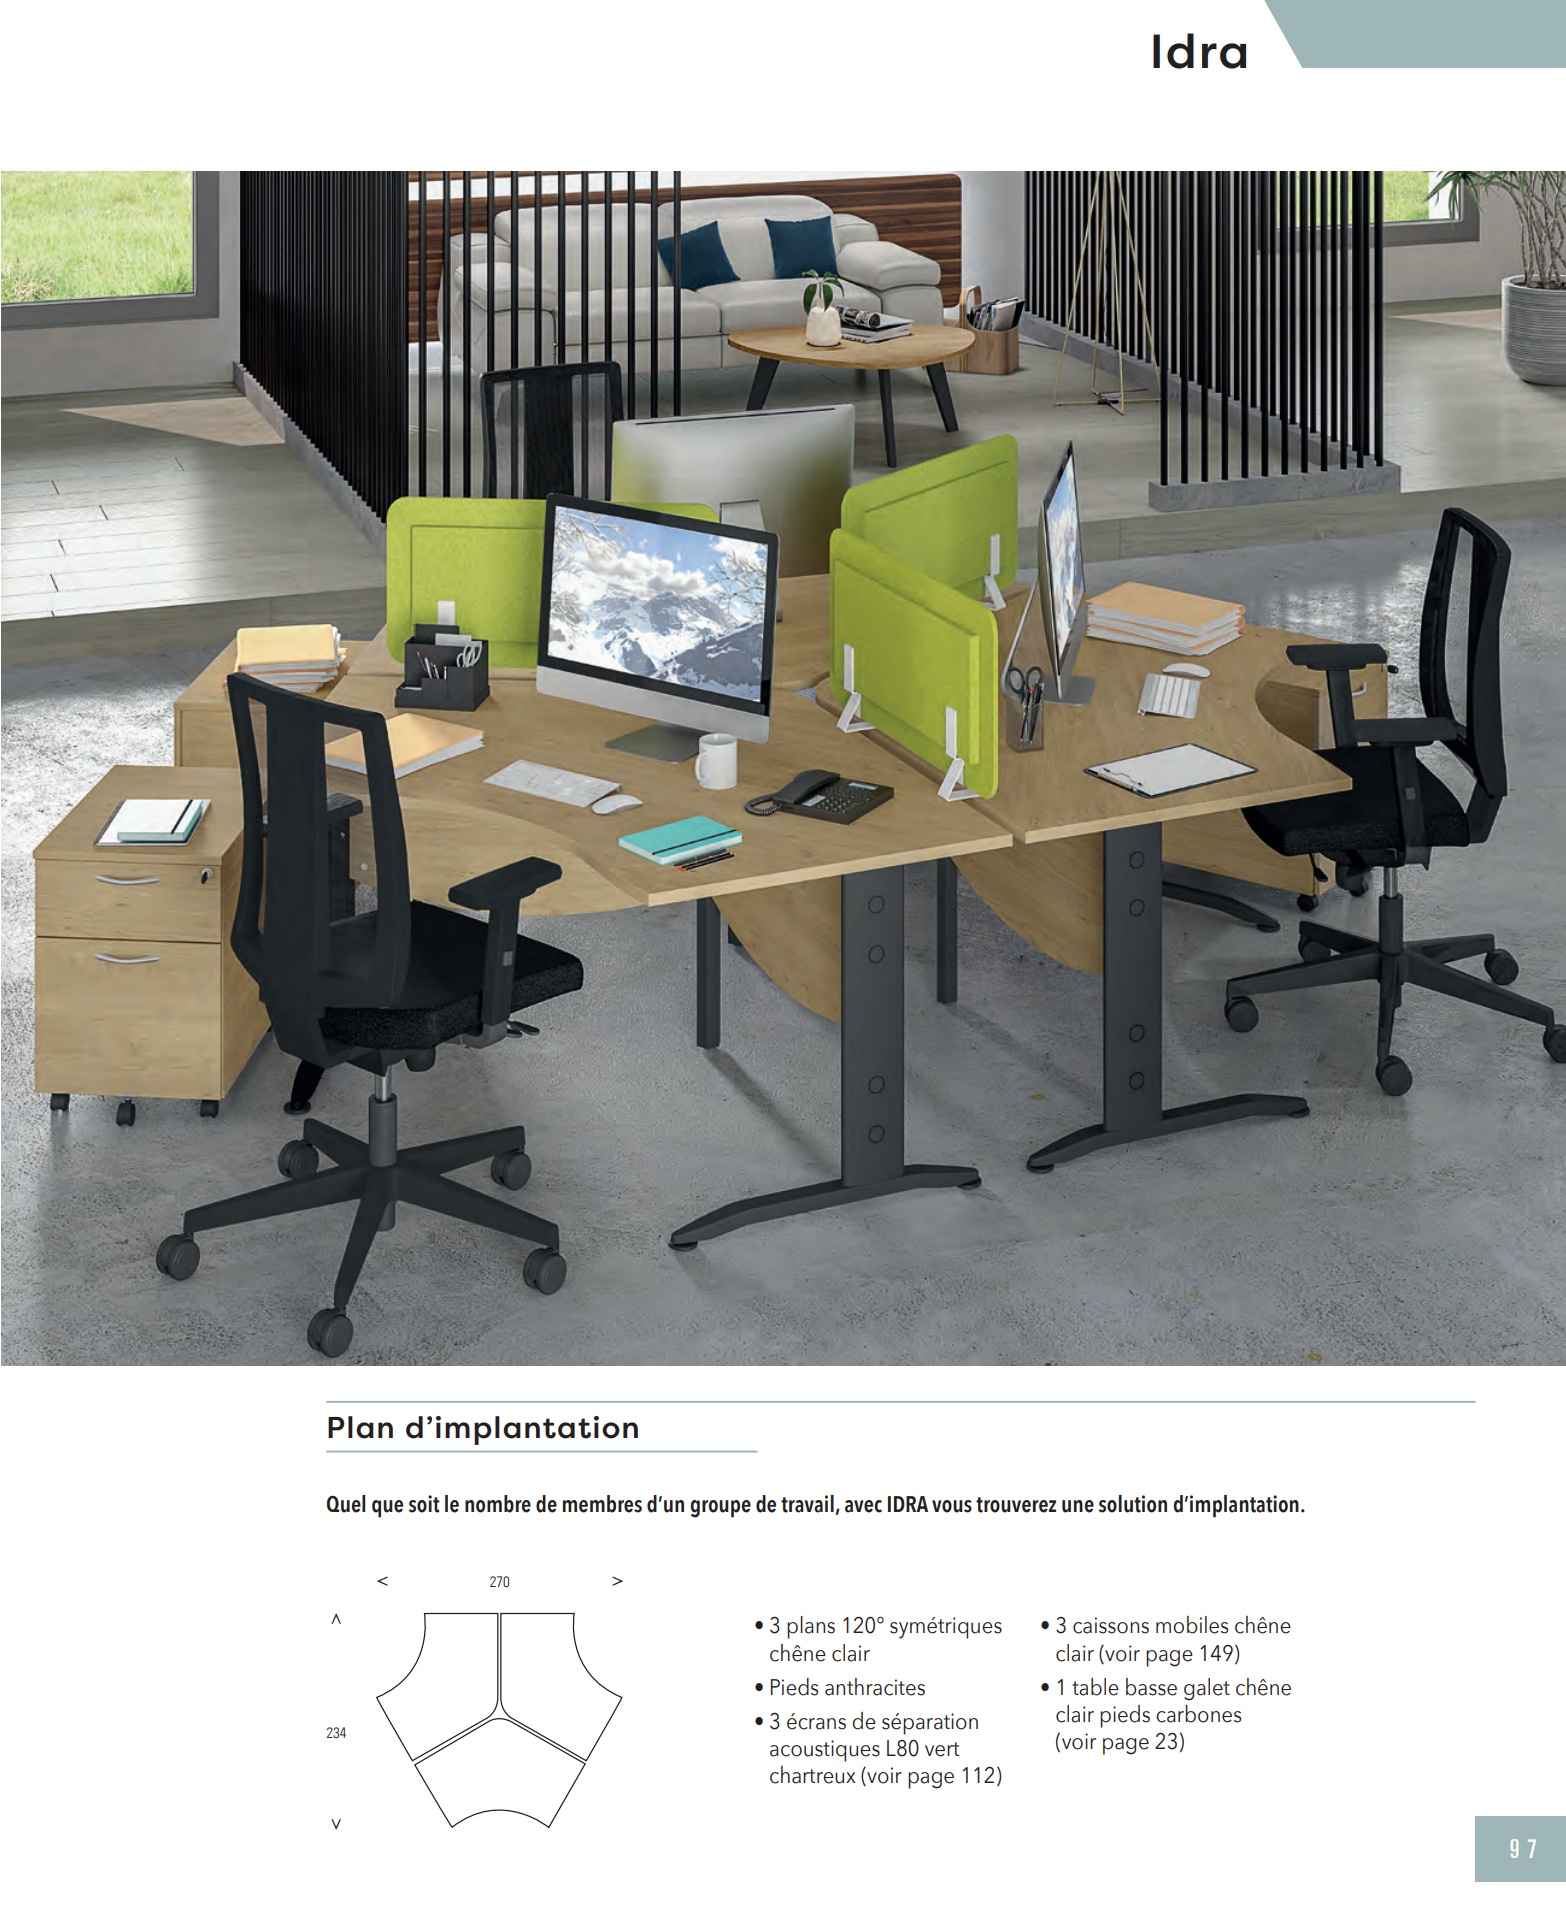 Idra
Plan d’implantation
Quel que soit le nombre de membres d’un groupe de travail, avec IDRA vous trouverez une solution d’implantation.
< 270 >
234
• 3 plans 120° symétriques
chêne clair
• Pieds anthracites
• 3 écrans de séparation
acoustiques L80 vert
chartreux (voir page 112)
• 3 caissons mobiles chêne
clair (voir page 149)
• 1 table basse galet chêne
clair pieds carbones
(voir page 23)
97